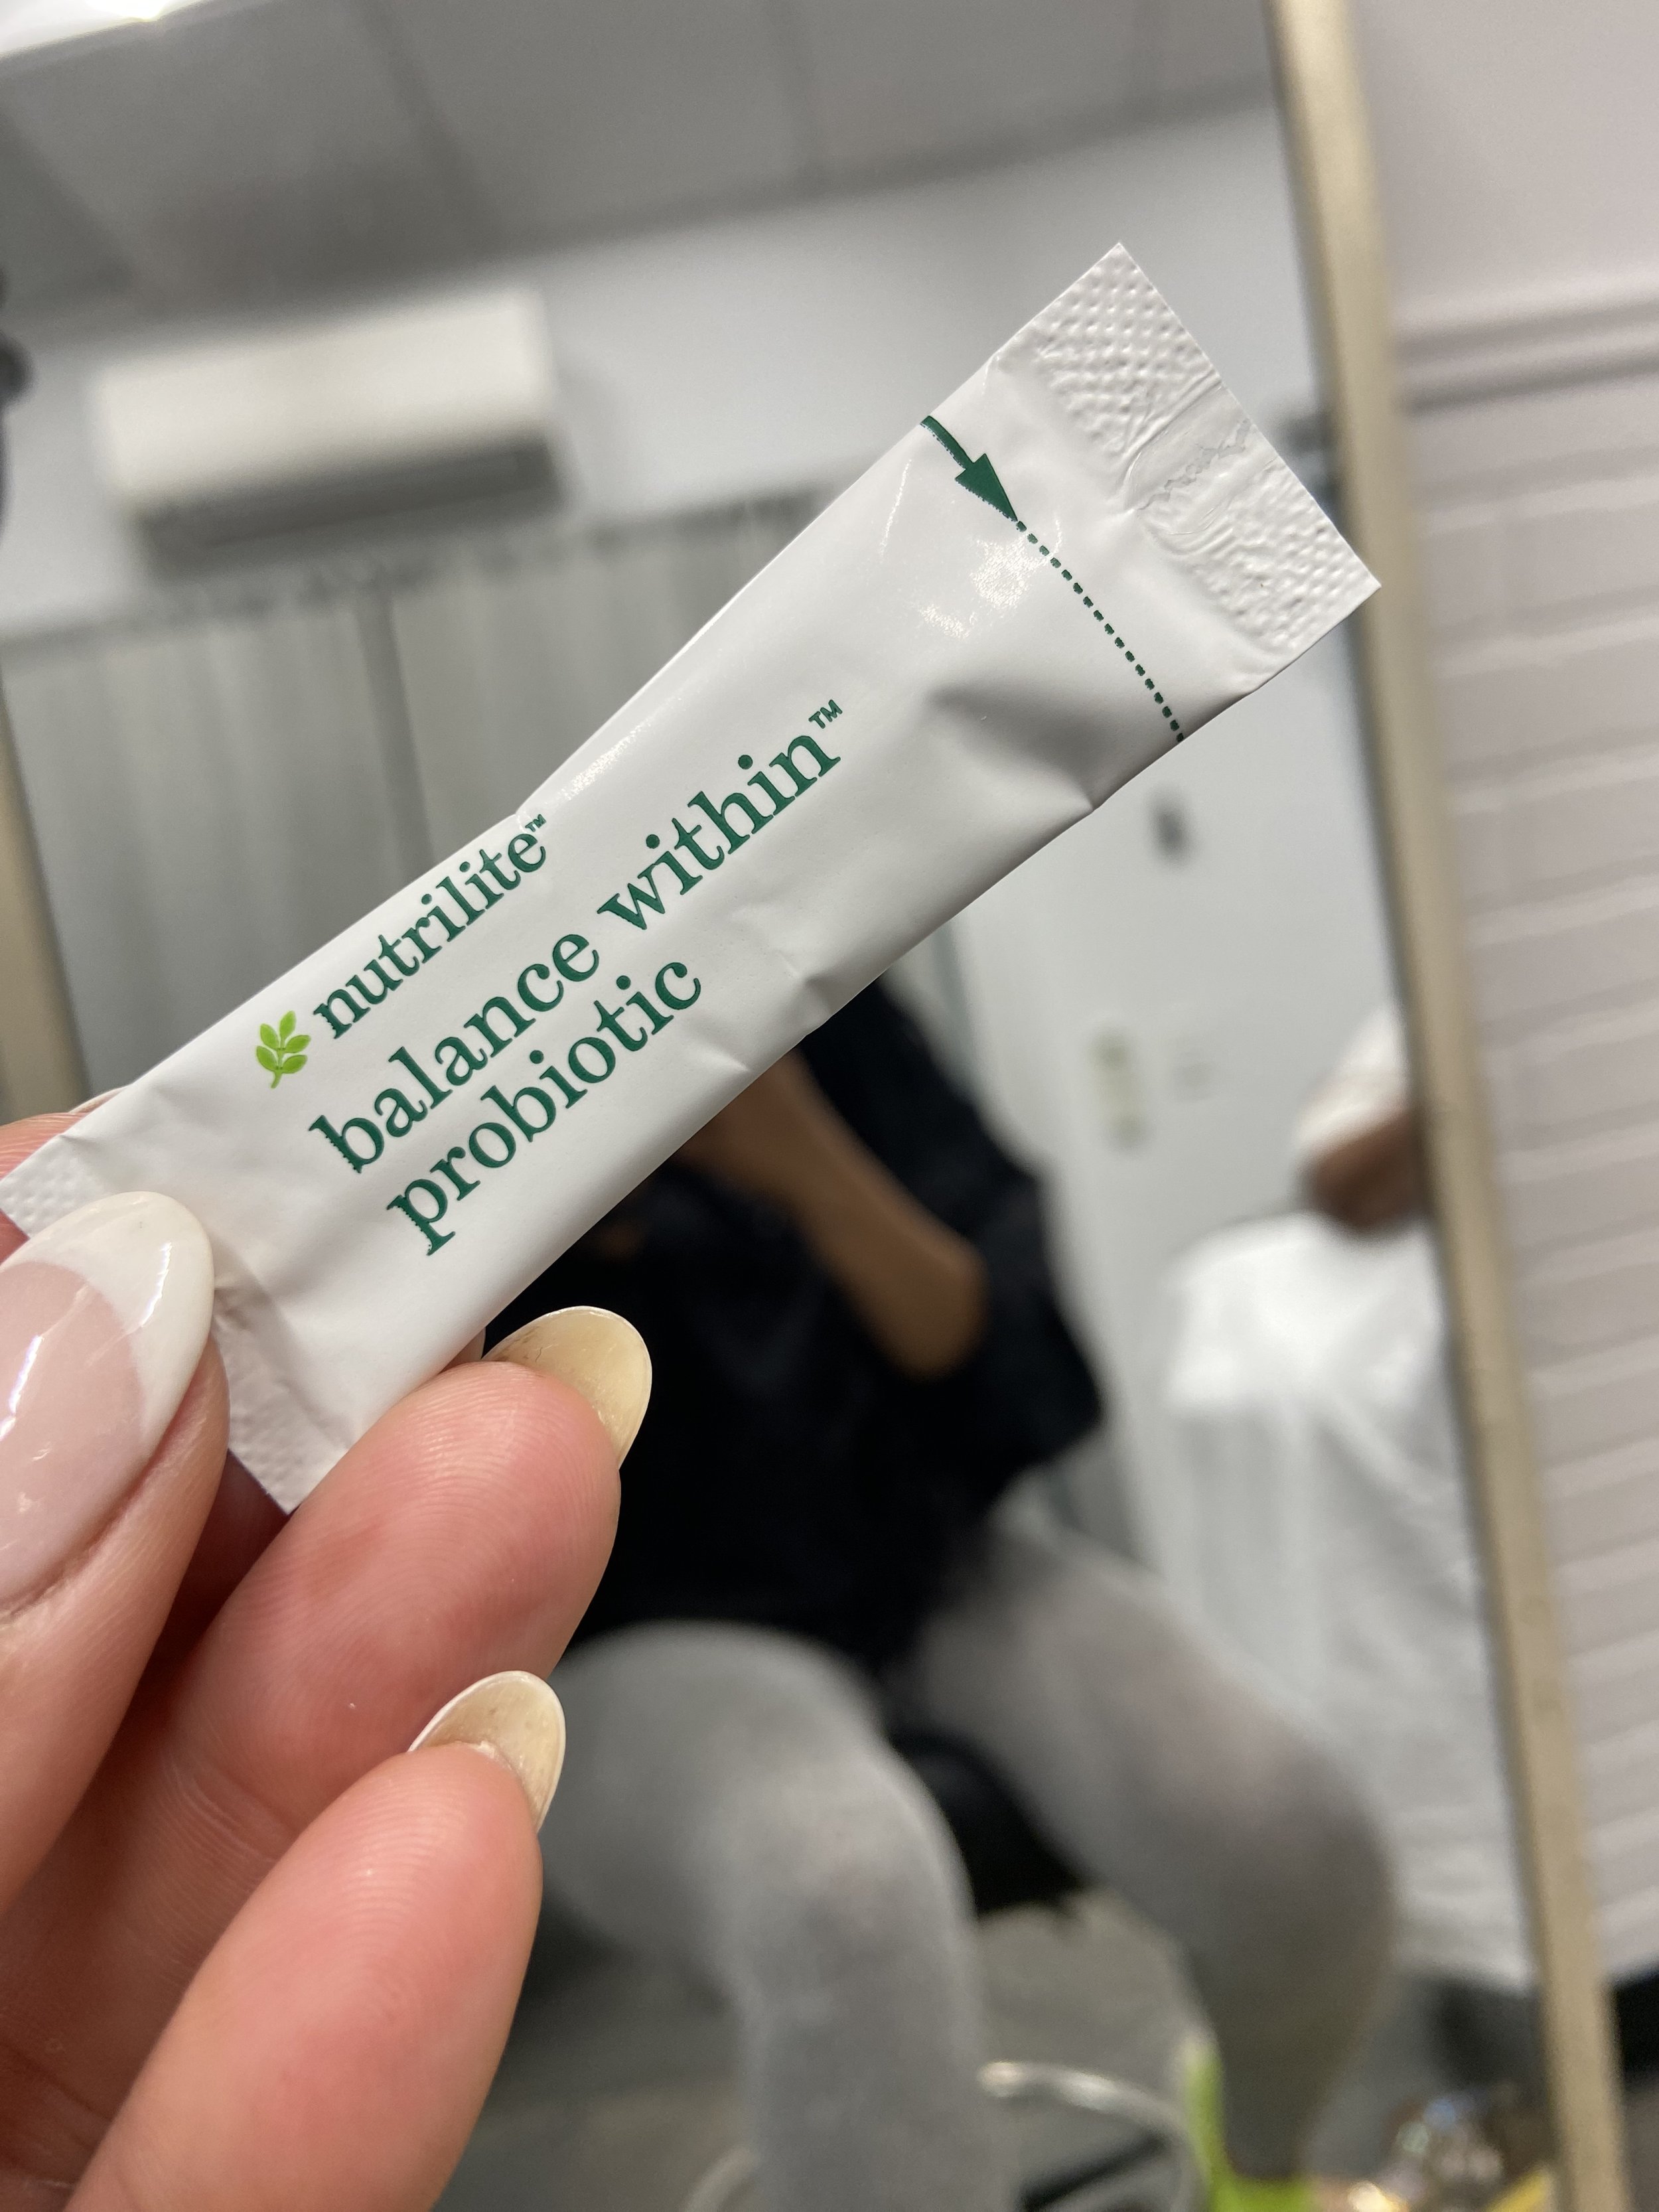 nutrilite™
balance within™
probiotic